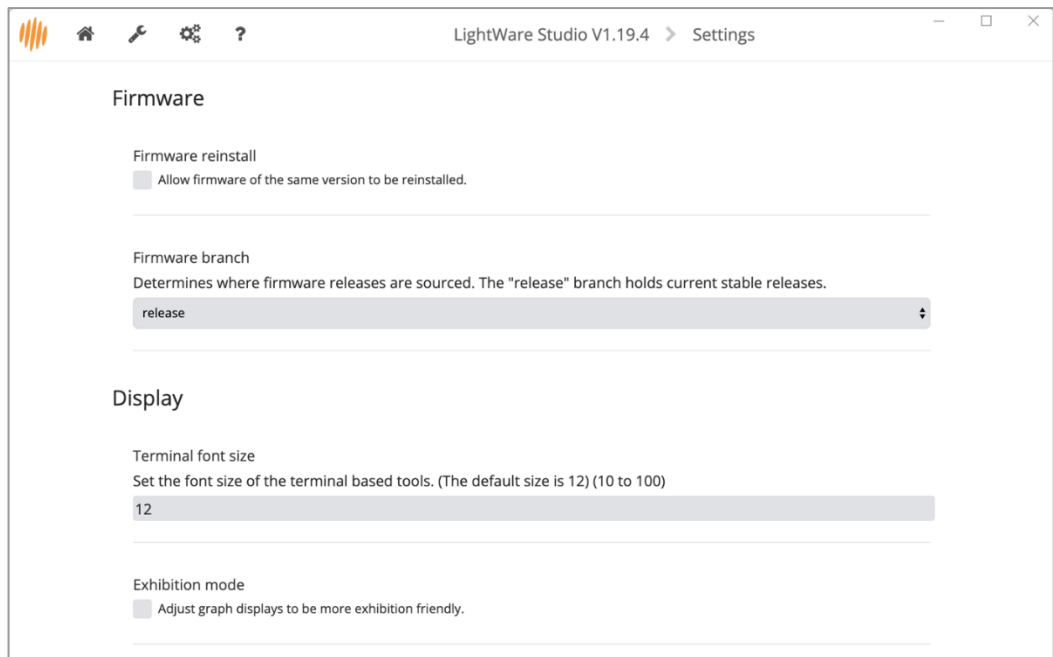 ?
LightWare Studio V1.19.4 > Settings
Firmware
Firmware reinstall
Allow firmware of the same version to be reinstalled.
Firmware branch
Determines where firmware releases are sourced. The "release" branch holds current stable releases.
release
Display
Terminal font size
Set the font size of the terminal based tools. (The default size is 12) (10 to 100)
12
Exhibition mode
Adjust graph displays to be more exhibition friendly.